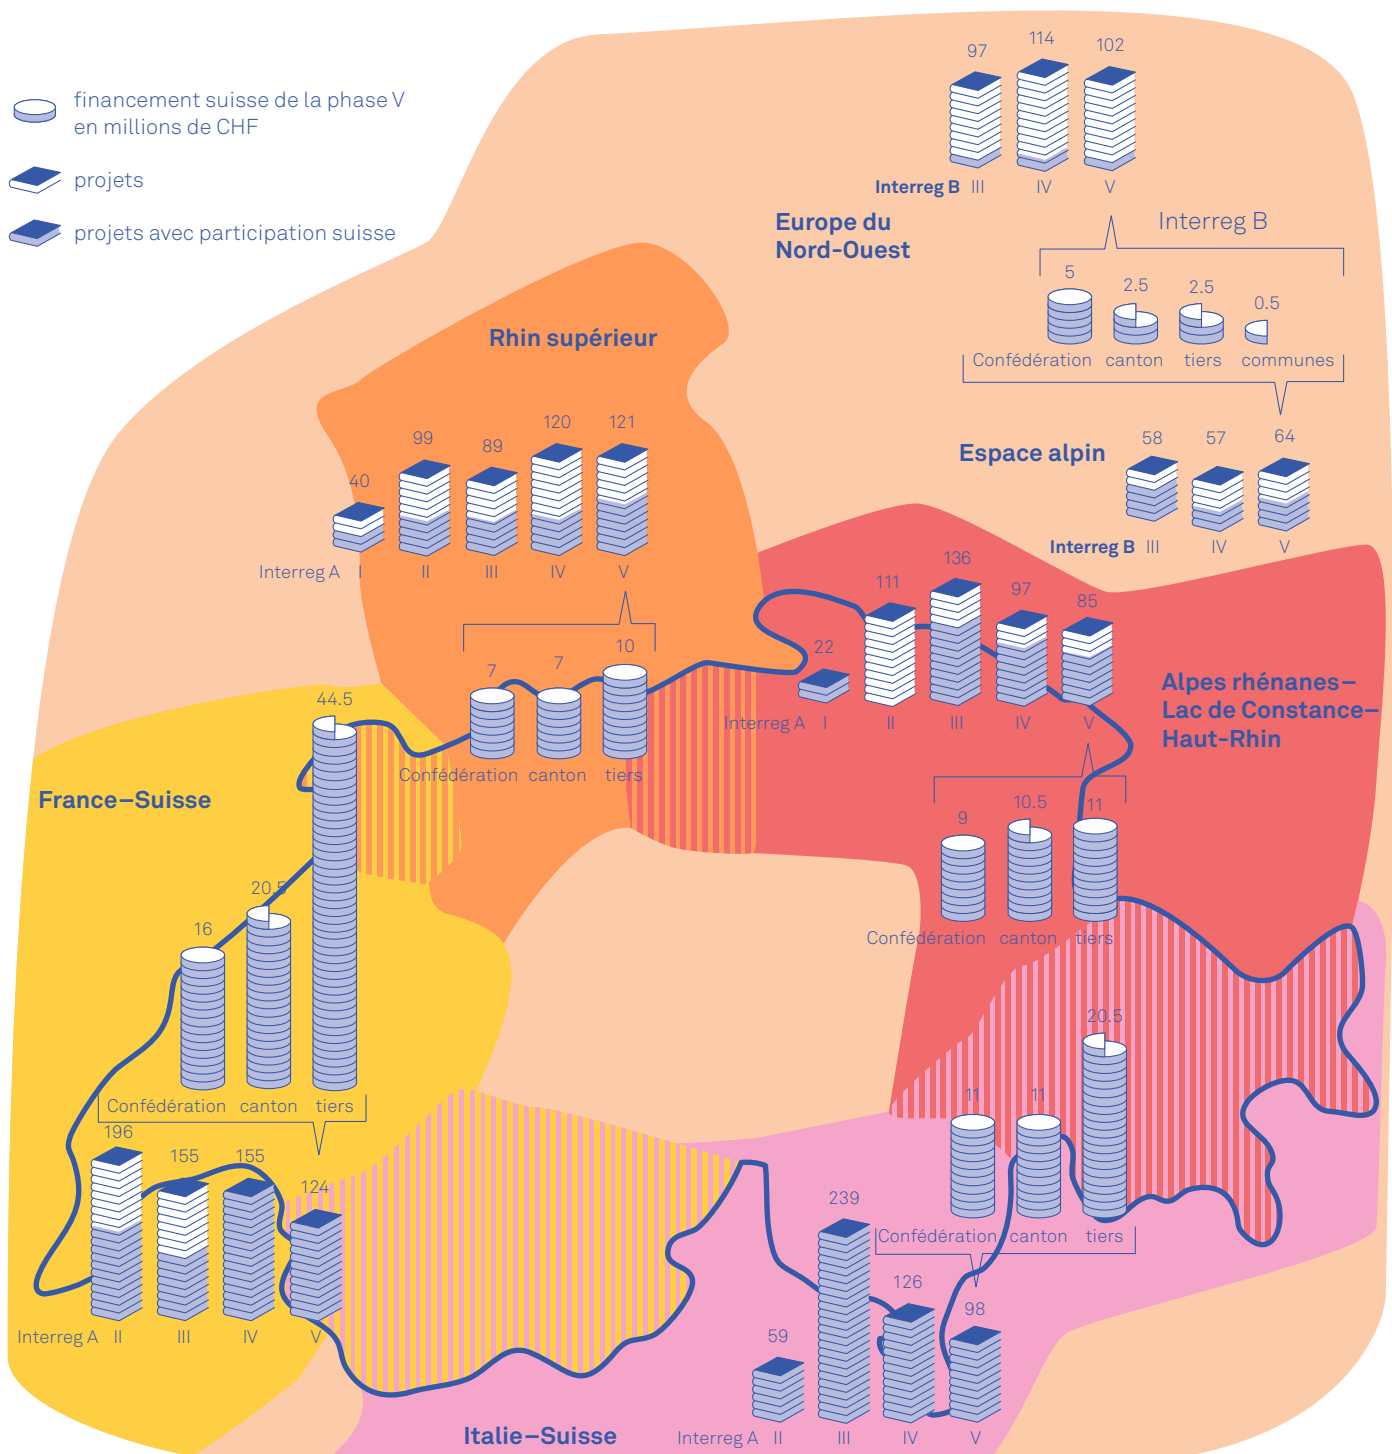 financement suisse de la phase V
en millions de CHF
projets
projets avec participation suisse
97 114 102
Interreg B III IV V
Europe du
Nord-Ouest
Interreg B
5 2.5 2.5 0.5
Confédération canton tiers communes
Espace alpin
58 57 64
Interreg B III IV V
Rhin supérieur
40 99 89 120 121
Interreg A I II III IV V
7 7 10
Confédération canton tiers
22 111 136 97 85
Interreg A I II III IV V
Alpes rhénanes–
Lac de Constance–
Haut-Rhin
9 10.5 11
Confédération canton tiers
France–Suisse
16 20.5 44.5
Confédération canton tiers
196 155 155 124
Interreg A II III IV V
11 11 20.5
Confédération canton tiers
59 239 126 98
Italie–Suisse
Interreg A II III IV V